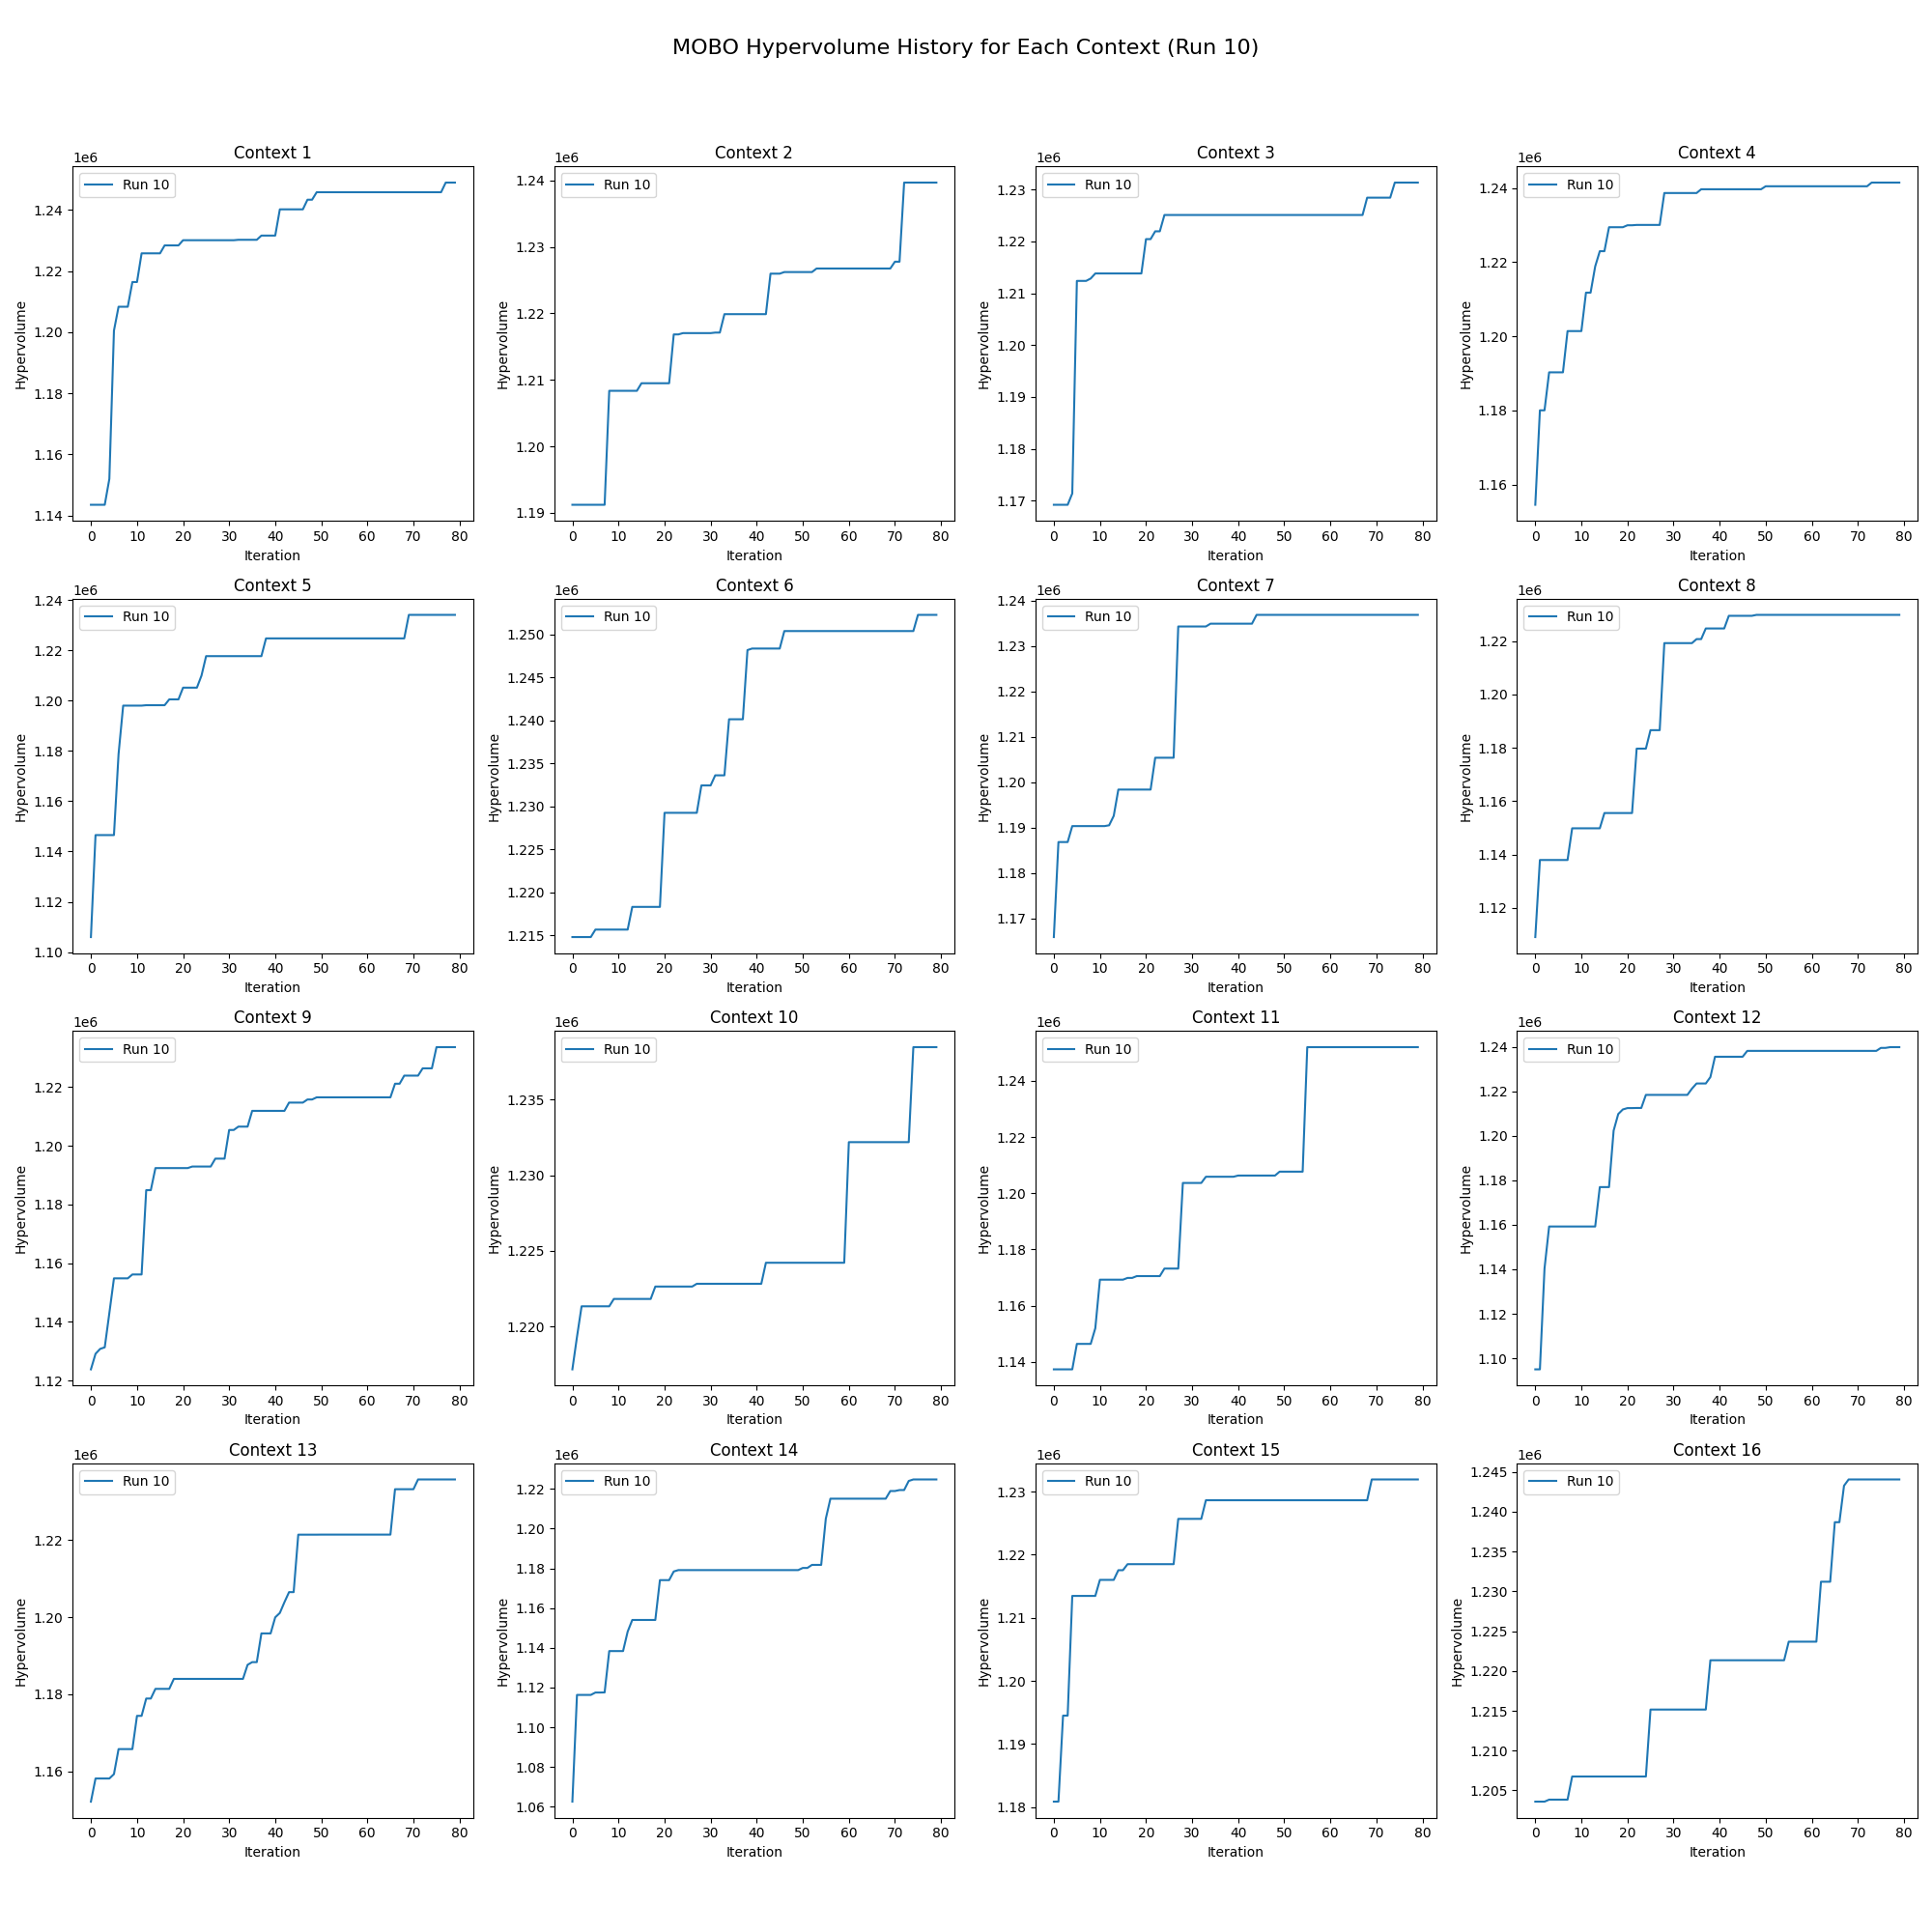 MOBO Hypervolume History for Each Context (Run 10)
Context 1
1e6
Run 10
Hypervolume
1.24
1.22
1.20
1.18
1.16
1.14
0 10 20 30 40 50 60 70 80
Iteration
Context 2
1e6
Run 10
Hypervolume
1.24
1.23
1.22
1.21
1.20
1.19
0 10 20 30 40 50 60 70 80
Iteration
Context 3
1e6
Run 10
Hypervolume
1.23
1.22
1.21
1.20
1.19
1.18
1.17
0 10 20 30 40 50 60 70 80
Iteration
Context 4
1e6
Run 10
Hypervolume
1.24
1.22
1.20
1.18
1.16
0 10 20 30 40 50 60 70 80
Iteration
Context 5
1e6
Run 10
Hypervolume
1.24
1.22
1.20
1.18
1.16
1.14
1.12
1.10
0 10 20 30 40 50 60 70 80
Iteration
Context 6
1e6
Run 10
Hypervolume
1.250
1.245
1.240
1.235
1.230
1.225
1.220
1.215
0 10 20 30 40 50 60 70 80
Iteration
Context 7
1e6
Run 10
Hypervolume
1.24
1.23
1.22
1.21
1.20
1.19
1.18
1.17
0 10 20 30 40 50 60 70 80
Iteration
Context 8
1e6
Run 10
Hypervolume
1.22
1.20
1.18
1.16
1.14
1.12
0 10 20 30 40 50 60 70 80
Iteration
Context 9
1e6
Run 10
Hypervolume
1.22
1.20
1.18
1.16
1.14
1.12
0 10 20 30 40 50 60 70 80
Iteration
Context 10
1e6
Run 10
Hypervolume
1.235
1.230
1.225
1.220
0 10 20 30 40 50 60 70 80
Iteration
Context 11
1e6
Run 10
Hypervolume
1.24
1.22
1.20
1.18
1.16
1.14
0 10 20 30 40 50 60 70 80
Iteration
Context 12
1e6
Run 10
Hypervolume
1.24
1.22
1.20
1.18
1.16
1.14
1.12
1.10
0 10 20 30 40 50 60 70 80
Iteration
Context 13
1e6
Run 10
Hypervolume
1.22
1.20
1.18
1.16
0 10 20 30 40 50 60 70 80
Iteration
Context 14
1e6
Run 10
Hypervolume
1.22
1.20
1.18
1.16
1.14
1.12
1.10
1.08
1.06
0 10 20 30 40 50 60 70 80
Iteration
Context 15
1e6
Run 10
Hypervolume
1.23
1.22
1.21
1.20
1.19
1.18
0 10 20 30 40 50 60 70 80
Iteration
Context 16
1e6
Run 10
Hypervolume
1.245
1.240
1.235
1.230
1.225
1.220
1.215
1.210
1.205
0 10 20 30 40 50 60 70 80
Iteration